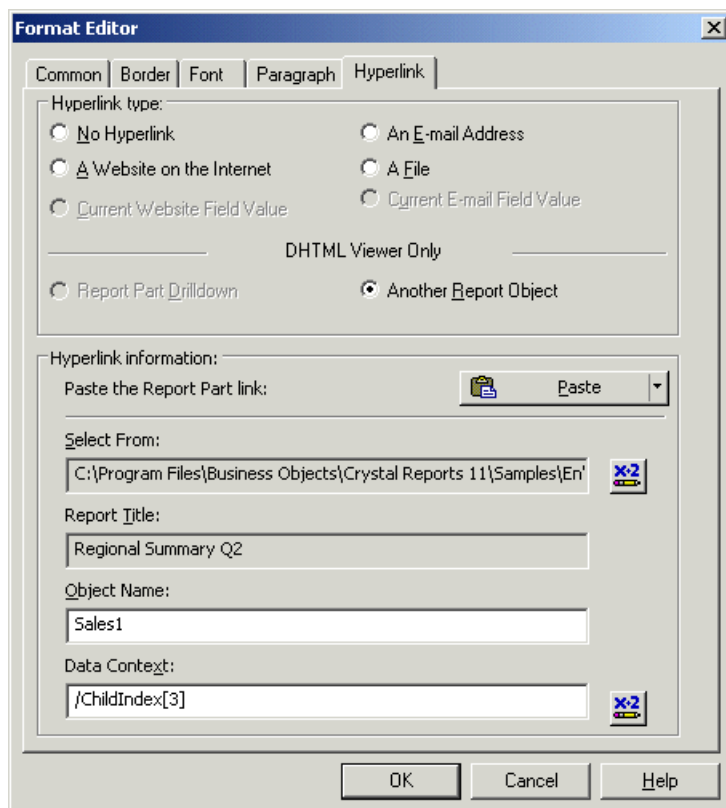 Format Editor
Common Border Font Paragraph Hyperlink
Hyperlink type:
No Hyperlink An E-mail Address
A Website on the Internet A File
Current Website Field Value Current E-mail Field Value
DHTML Viewer Only
Report Part Drilldown Another Report Object
Hyperlink information:
Paste the Report Part link: Paste
Select From:
C:\Program Files\Business Objects\Crystal Reports 11\Samples\En' X+2
Report Title:
Regional Summary Q2
Object Name:
Sales1
Data Context:
/ChildIndex[3] X+2
OK Cancel Help